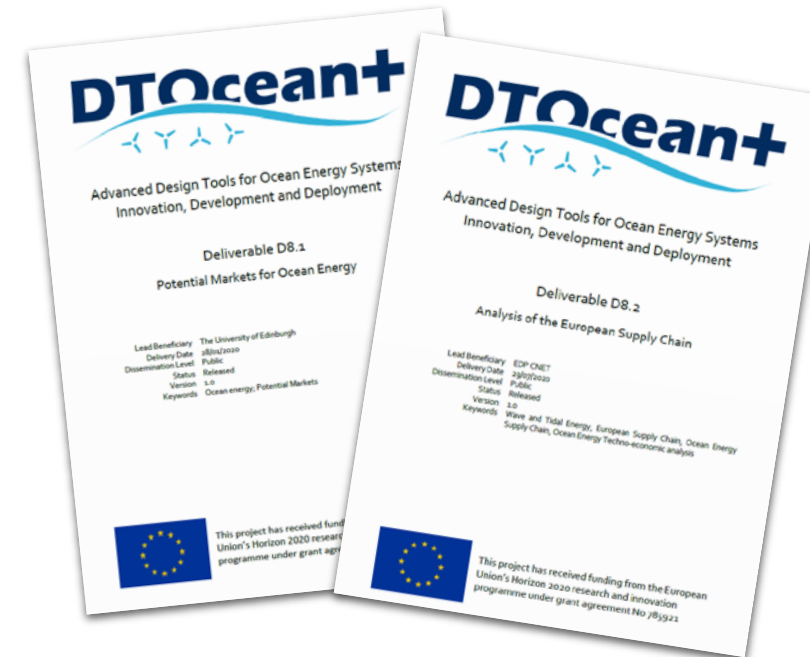 DTOcean+
Advanced Design Tools for Ocean Energy Systems
Innovation, Development and Deployment
Deliverable D8.1
Potential Markets for Ocean Energy
Lead Beneficiary The University of Edinburgh
Delivery Date 28/01/2020
Dissemination Level Public
Status Released
Version 1.0
Keywords Ocean energy; Potential Markets
This project has received fund
Union's Horizon 2020 researc
programme under grant agre
DTOcean+
Advanced Design Tools for Ocean Energy Systems
Innovation, Development and Deployment
Deliverable D8.2
Analysis of the European Supply Chain
Lead Beneficiary EDP CNET
Delivery Date 29/07/2020
Dissemination Level Public
Status Released
Version 1.0
Keywords Wave and Tidal Energy, European Supply Chain, Ocean Energy
Supply Chain, Ocean Energy Techno-economic analysis
This project has received funding from the European
Union's Horizon 2020 research and innovation
programme under grant agreement No 785921